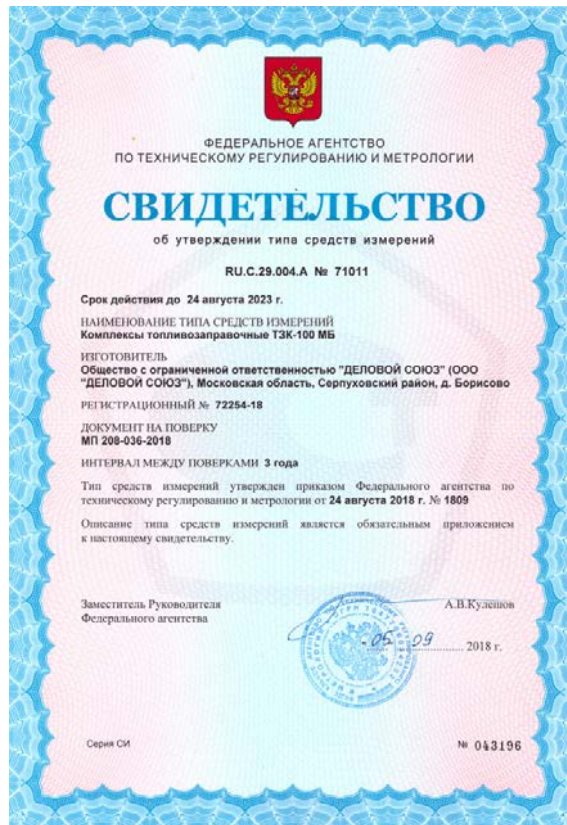 ФЕДЕРАЛЬНОЕ АГЕНТСТВО
ПО ТЕХНИЧЕСКОМУ РЕГУЛИРОВАНИЮ И МЕТРОЛОГИИ
СВИДЕТЕЛЬСТВО
об утверждении типа средств измерений
RU.C.29.004.A № 71011
Срок действия до 24 августа 2023 г.
НАИМЕНОВАНИЕ ТИПА СРЕДСТВ ИЗМЕРЕНИЙ
Комплексы топливозаправочные ТЗК-100 МБ
ИЗГОТОВИТЕЛЬ
Общество с ограниченной ответственностью "ДЕЛОВОЙ СОЮЗ" (ООО
"ДЕЛОВОЙ СОЮЗ"), Московская область, Серпуховский район, д. Борисово
РЕГИСТРАЦИОННЫЙ № 72254-18
ДОКУМЕНТ НА ПОВЕРКУ
МП 208-036-2018
ИНТЕРВАЛ МЕЖДУ ПОВЕРКАМИ 3 года
Тип средств измерений утвержден приказом Федерального агентства по
техническому регулированию и метрологии от 24 августа 2018 г. № 1809
Описание типа средств измерений является обязательным приложением
к настоящему свидетельству.
Заместитель Руководителя
Федерального агентства
А.В.Кулешов
05 09 2018 г.
Серия СИ
№ 043196